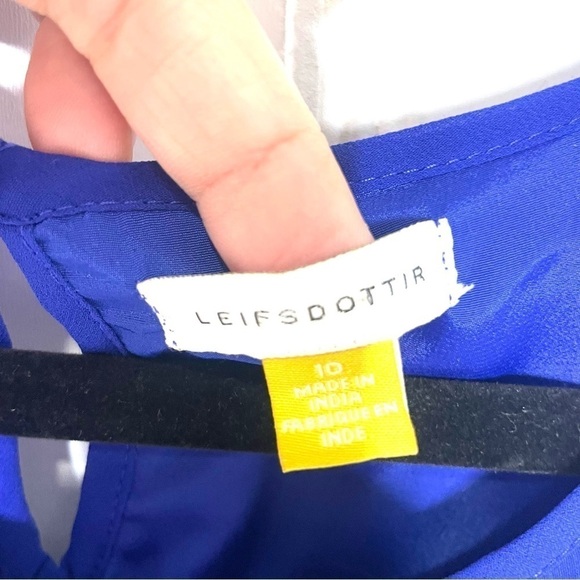 LEIFSDOTTIR
10
MADE IN
INDIA
FABRIQUE EN
INDE